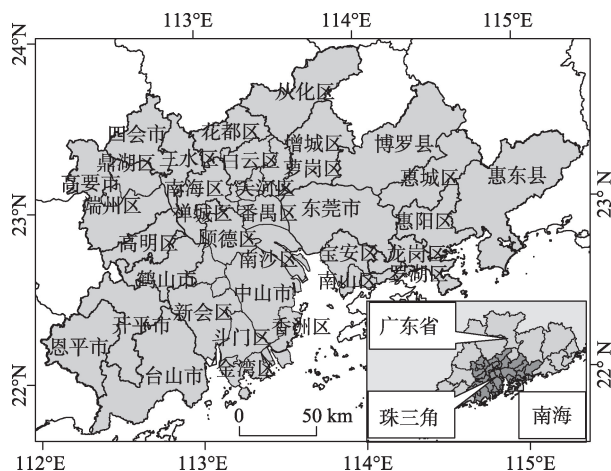 113°E 114°E 115°E
24°N
从化区
四会市 花都区 增城区 博罗县
鼎湖区 三水区 白云区 萝岗区 惠城区 惠东县
高要市 南海区 天河区
端州区 禅城区 番禺区 东莞市 惠阳区
23°N 23°N
高明区 顺德区 宝安区 龙岗区
南沙区 南山区 罗湖区
鹤山市 中山市
新会区 香洲区
开平市 斗门区
恩平市 台山市 金湾区
22°N 22°N
广东省
珠三角 南海
0 50 km
112°E 113°E 114°E 115°E